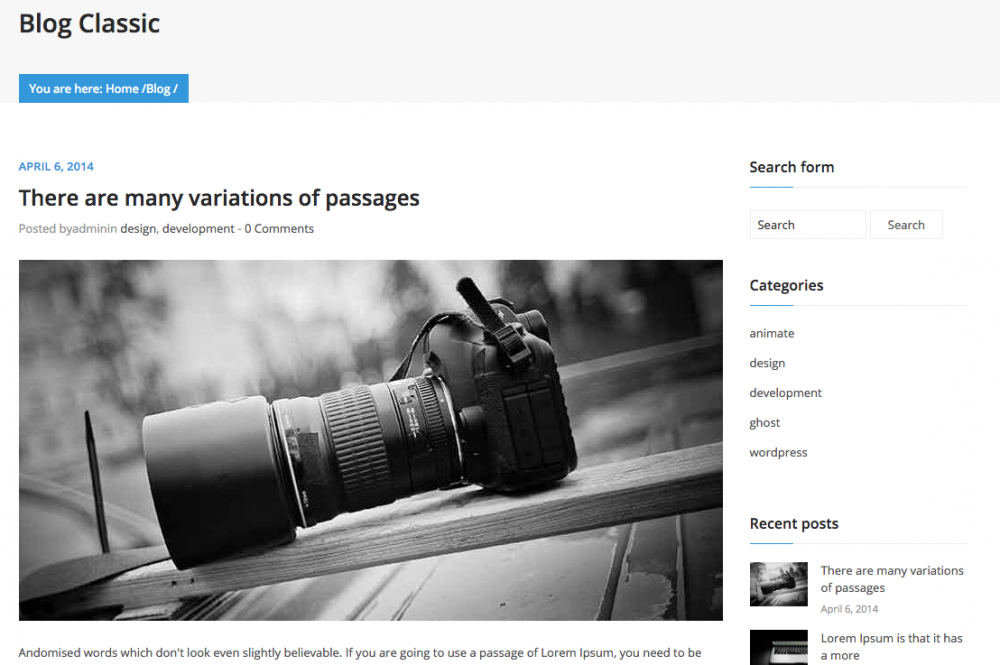 Blog Classic
You are here: Home /Blog /
APRIL 6, 2014
There are many variations of passages
Posted byadminin design, development - 0 Comments
Andomised words which don't look even slightly believable. If you are going to use a passage of Lorem Ipsum, you need to be
Search form
Search Search
Categories
animate
design
development
ghost
wordpress
Recent posts
There are many variations
of passages
April 6, 2014
Lorem Ipsum is that it has
a more